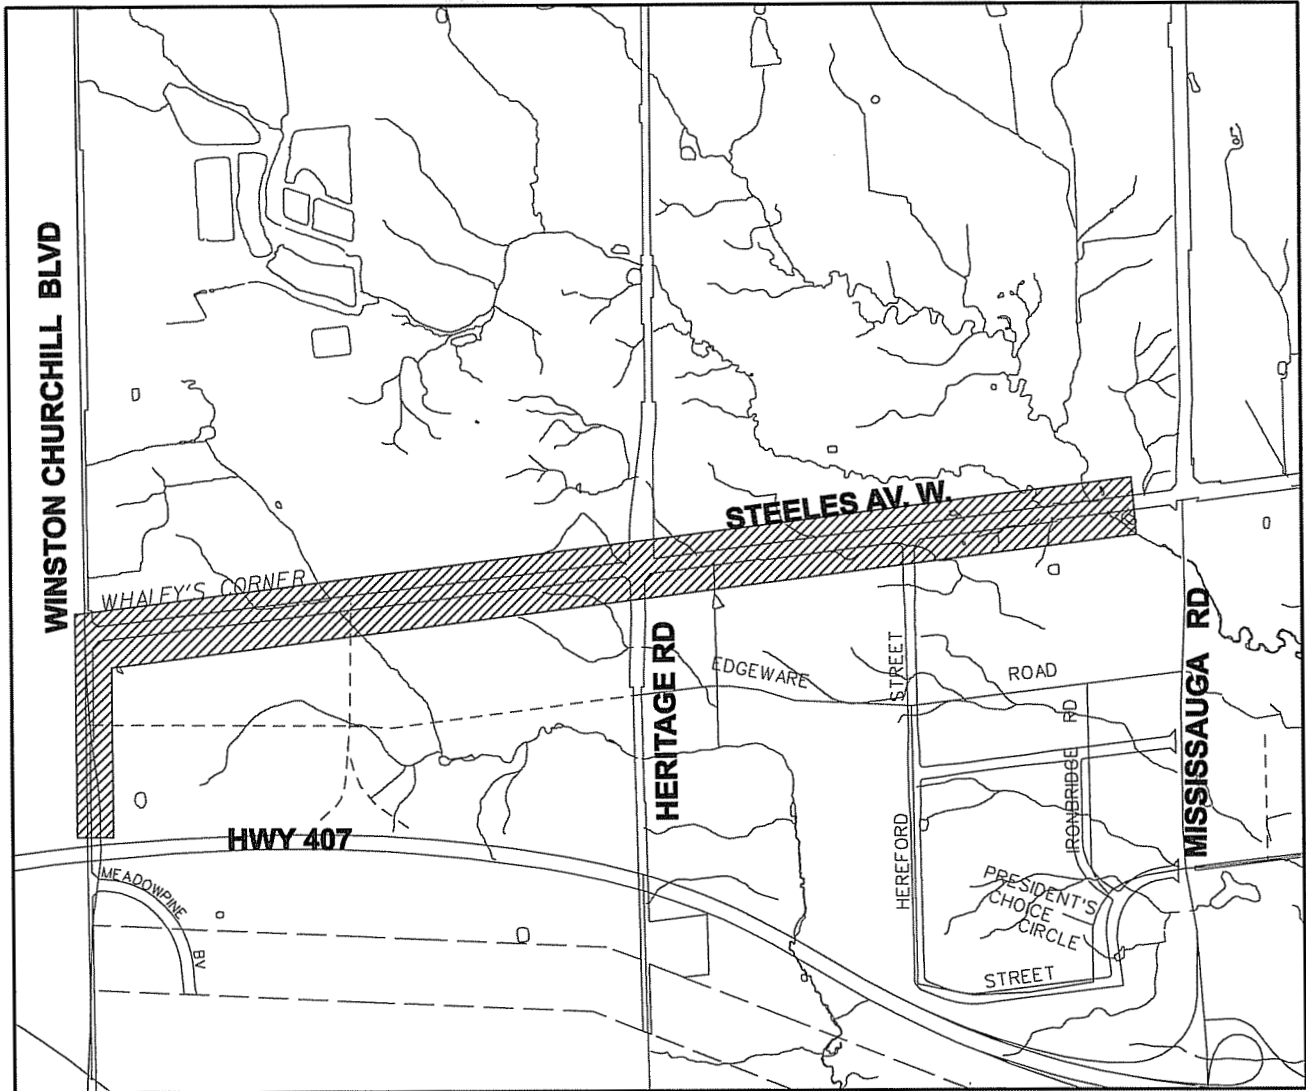 WINSTON CHURCHILL BLVD
STEELES AV. W.
WHALEY'S CORNER
HERITAGE RD
EDGEWARE
STREET
ROAD
RD
MISSISSAUGA RD
IRONBRIDGE
HWY 407
HEREFORD
MEADOWPINE
BV
PRESIDENT'S
CHOICE
CIRCLE
STREET